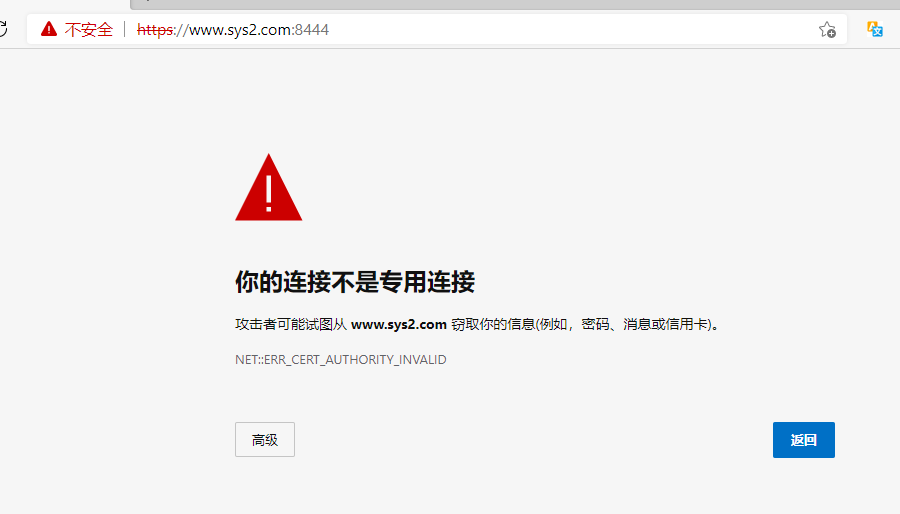 不安全 https://www.sys2.com:8444
你的连接不是专用连接
攻击者可能试图从 www.sys2.com 窃取你的信息(例如，密码、消息或信用卡)。
NET::ERR_CERT_AUTHORITY_INVALID
高级 返回